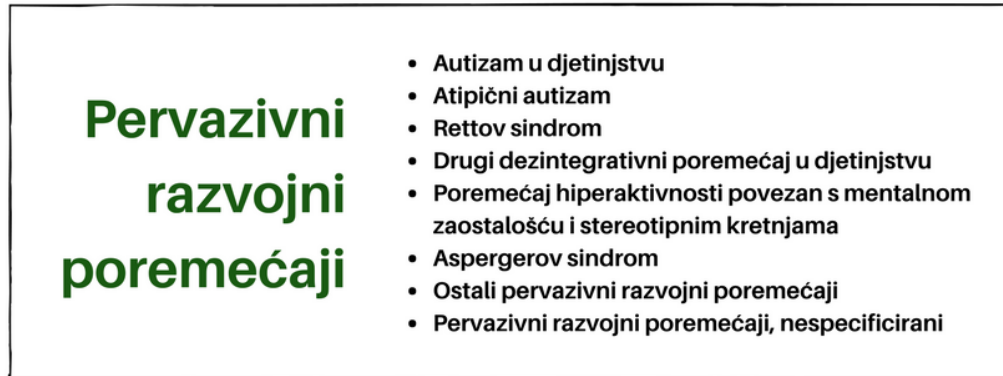 Pervazivni
razvojni
poremećaji
• Autizam u djetinjstvu
• Atipični autizam
• Rettov sindrom
• Drugi dezintegrativni poremećaj u djetinjstvu
• Poremećaj hiperaktivnosti povezan s mentalnom
zaostalošću i stereotipnim kretnjama
• Aspergerov sindrom
• Ostali pervazivni razvojni poremećaji
• Pervazivni razvojni poremećaji, nespecificirani